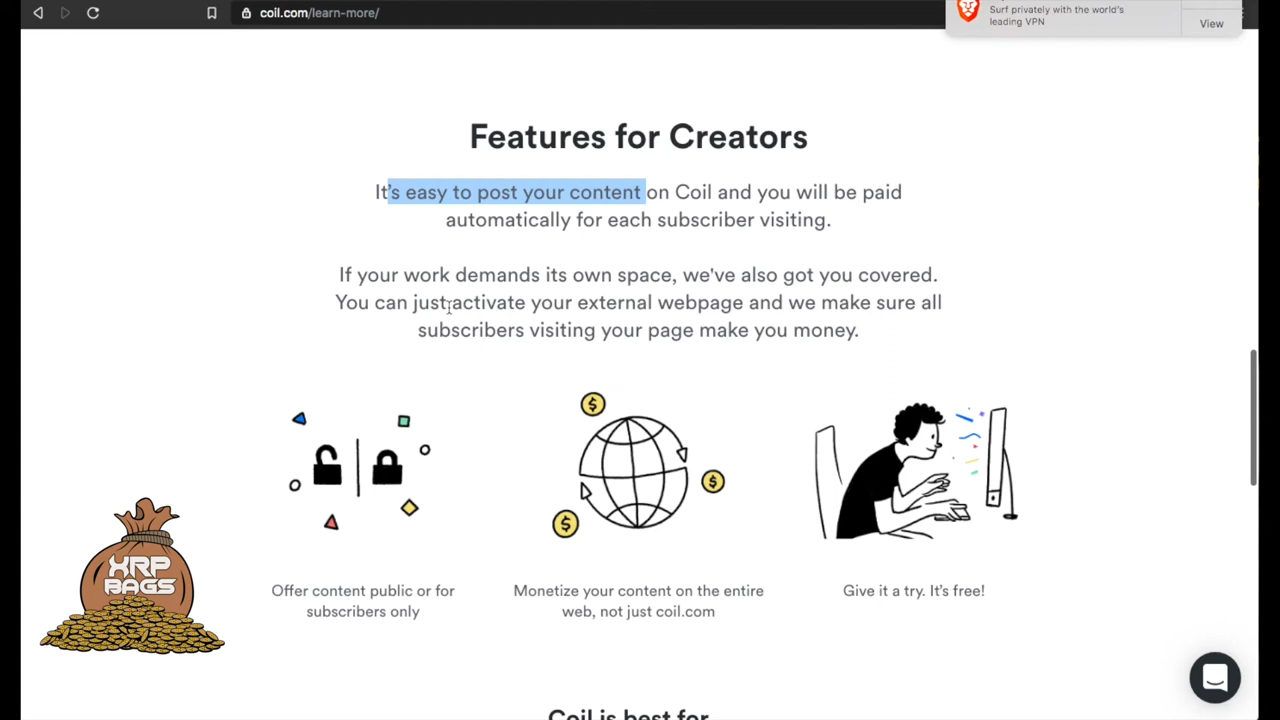 coil.com/learn-more/
Surf privately with the world's
leading VPN
View
Features for Creators
It's easy to post your content on Coil and you will be paid
automatically for each subscriber visiting.
If your work demands its own space, we've also got you covered.
You can just activate your external webpage and we make sure all
subscribers visiting your page make you money.
$
$
$
XRP
BAGS
Offer content public or for
subscribers only
Monetize your content on the entire
web, not just coil.com
Give it a try. It's free!
Coil is best for